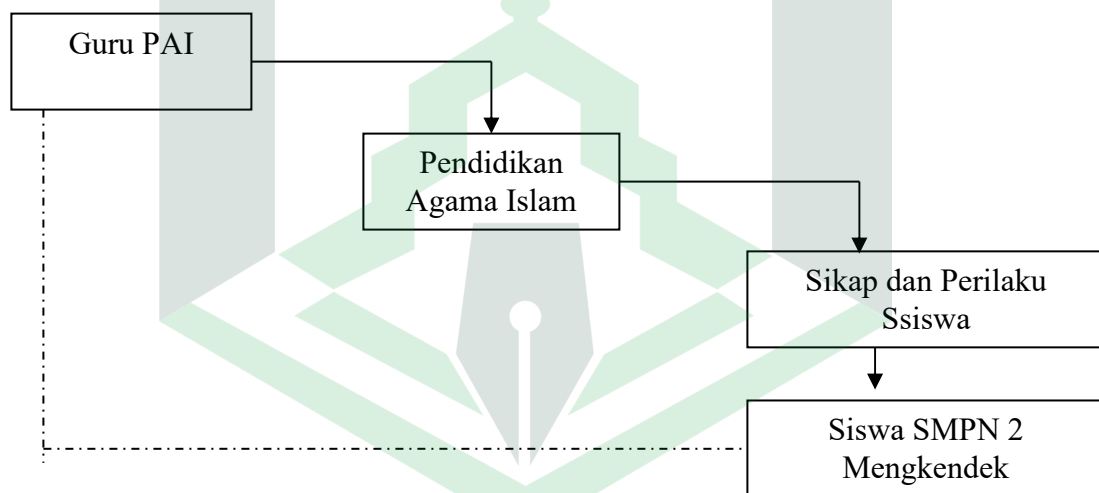 Guru PAI
Pendidikan
Agama Islam
Sikap dan Perilaku
Ssiswa
Siswa SMPN 2
Mengkendek